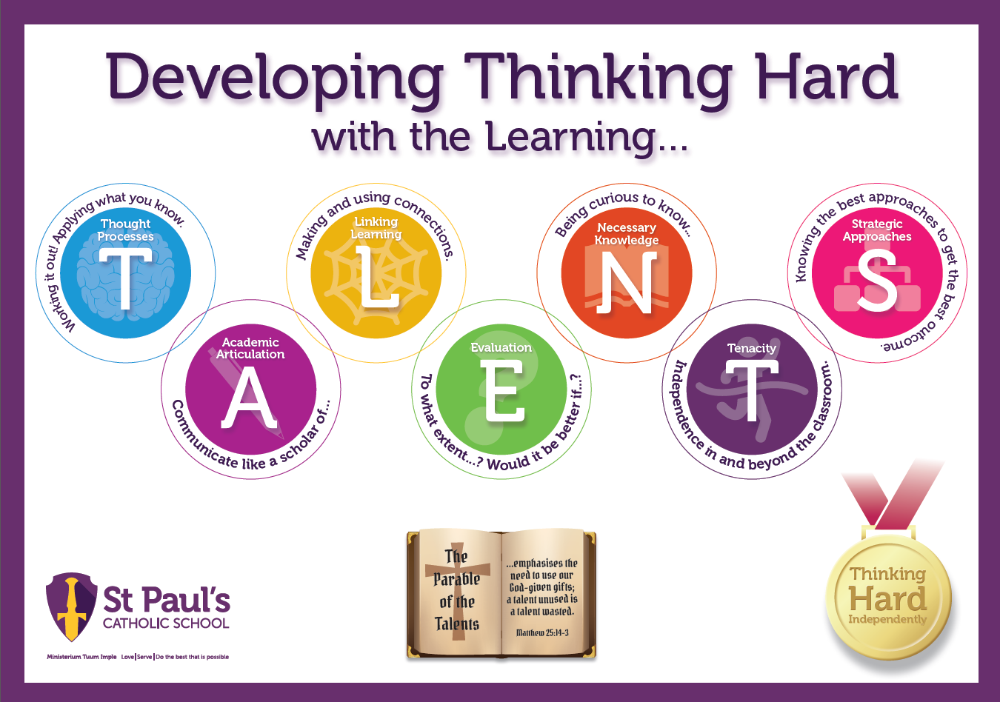 Developing Thinking Hard
with the Learning...
Working it out! Applying what you know.
Thought
Processes
T
Academic
Articulation
A
Communicate like a scholar of...
Making and using connections.
Linking
Learning
L
Evaluation
E
To what extent...? Would it be better if...?
Being curious to know...
Necessary
Knowledge
N
Tenacity
T
Independence in and beyond the classroom.
Knowing the best approaches to get the best outcome.
Strategic
Approaches
S
St Paul's
CATHOLIC SCHOOL
Ministerium Tuum Imple Love | Serve | Do the best that is possible
The
Parable
of the
Talents
...emphasises the
need to use our
God-given gifts;
a talent unused is
a talent wasted.
Matthew 25:14-3
Thinking
Hard
Independently